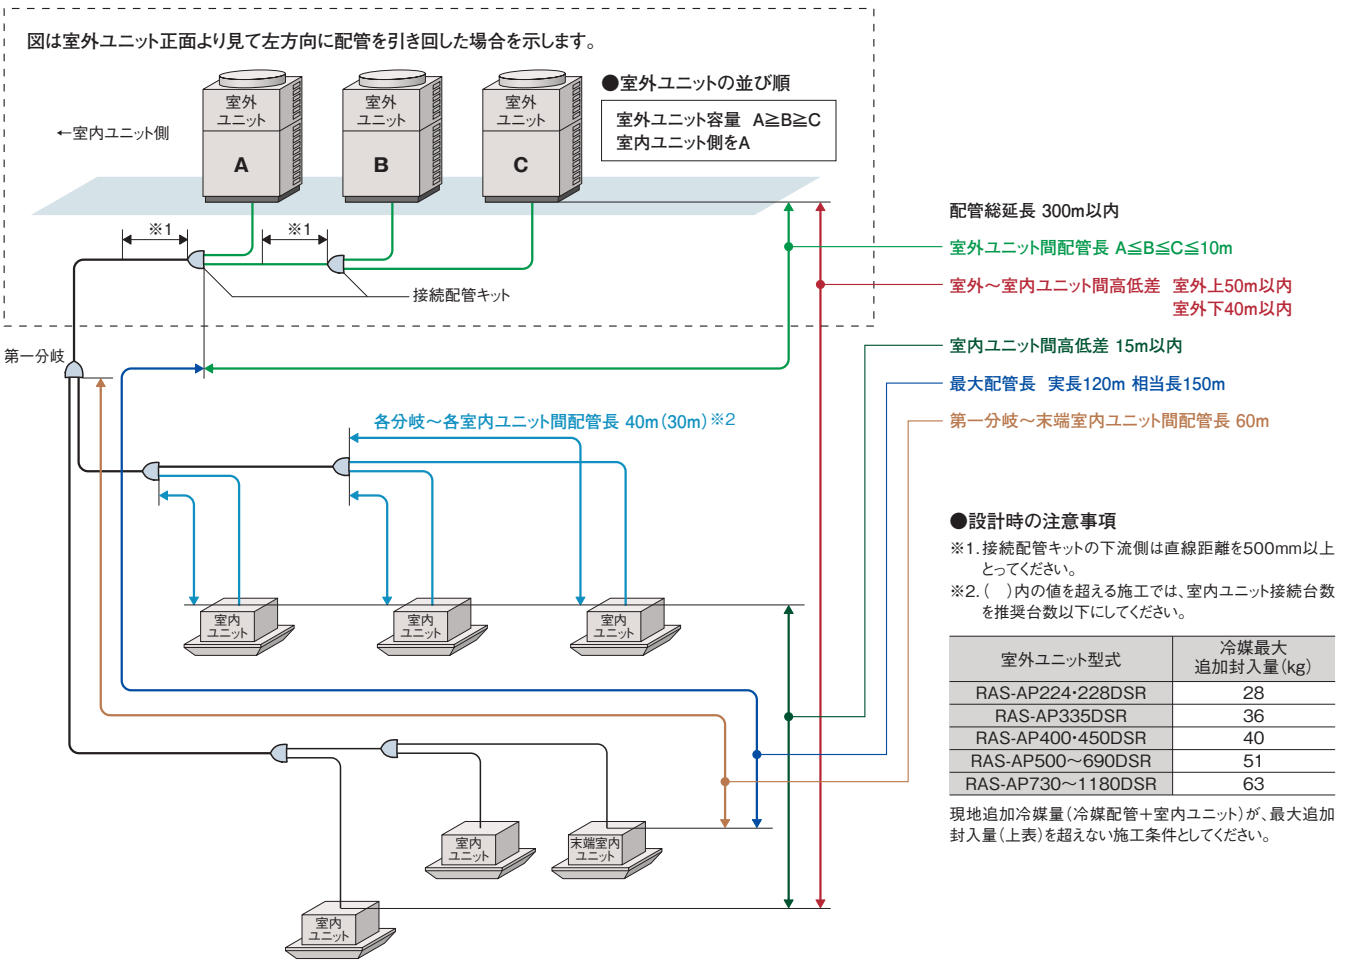 図は室外ユニット正面より見て左方向に配管を引き回した場合を示します。
●室外ユニットの並び順
室外ユニット容量 A≧B≧C
室内ユニット側をA
←室内ユニット側
室外
ユニット
A
室外
ユニット
B
室外
ユニット
C
※1
※1
接続配管キット
第一分岐
配管総延長 300m以内
室外ユニット間配管長 A≦B≦C≦10m
室外～室内ユニット間高低差 室外上50m以内
室外下40m以内
室内ユニット間高低差 15m以内
最大配管長 実長120m 相当長150m
第一分岐～末端室内ユニット間配管長 60m
各分岐～各室内ユニット間配管長 40m(30m)※2
室内
ユニット
室内
ユニット
室内
ユニット
室内
ユニット
末端室内
ユニット
室内
ユニット
●設計時の注意事項
※1.接続配管キットの下流側は直線距離を500mm以上
とってください。
※2.( )内の値を超える施工では、室内ユニット接続台数
を推奨台数以下にしてください。
室外ユニット型式 冷媒最大
追加封入量(kg)
RAS-AP224・228DSR 28
RAS-AP335DSR 36
RAS-AP400・450DSR 40
RAS-AP500～690DSR 51
RAS-AP730～1180DSR 63
現地追加冷媒量(冷媒配管＋室内ユニット)が、最大追加
封入量(上表)を超えない施工条件としてください。